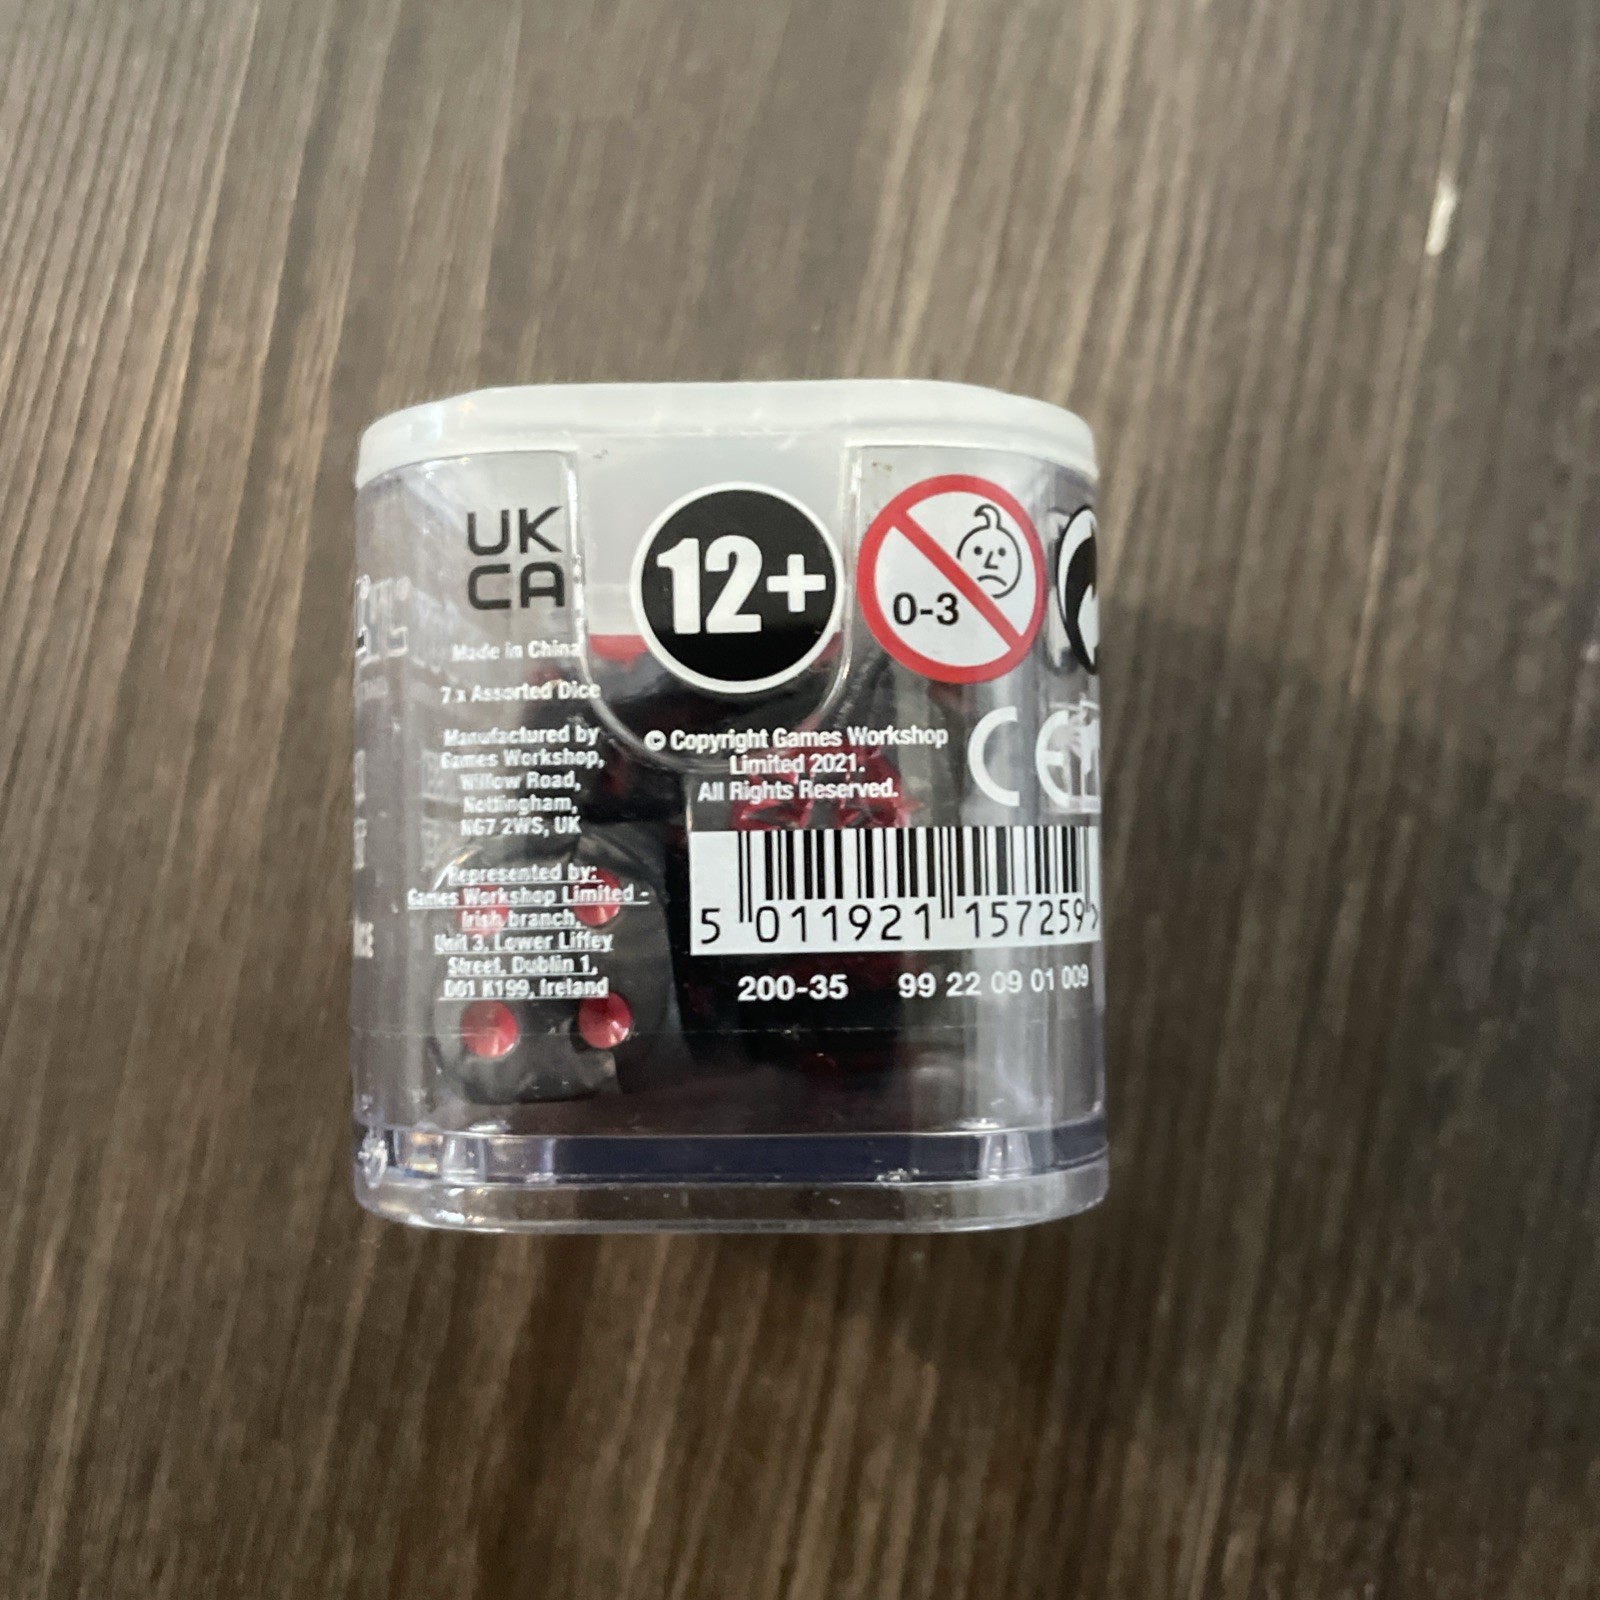 UK
CA
Made in China
7 x Assorted Dice
Manufactured by
Games Workshop,
Willow Road,
Nottingham,
NG7 2WS, UK
Represented by:
Games Workshop Limited -
Irish branch,
Unit 3, Lower Liffey
Street, Dublin 1,
D01 K199, Ireland
12+
0-3
© Copyright Games Workshop
Limited 2021.
All Rights Reserved.
CE
5 011921 157259 >
200-35 99 22 09 01 009